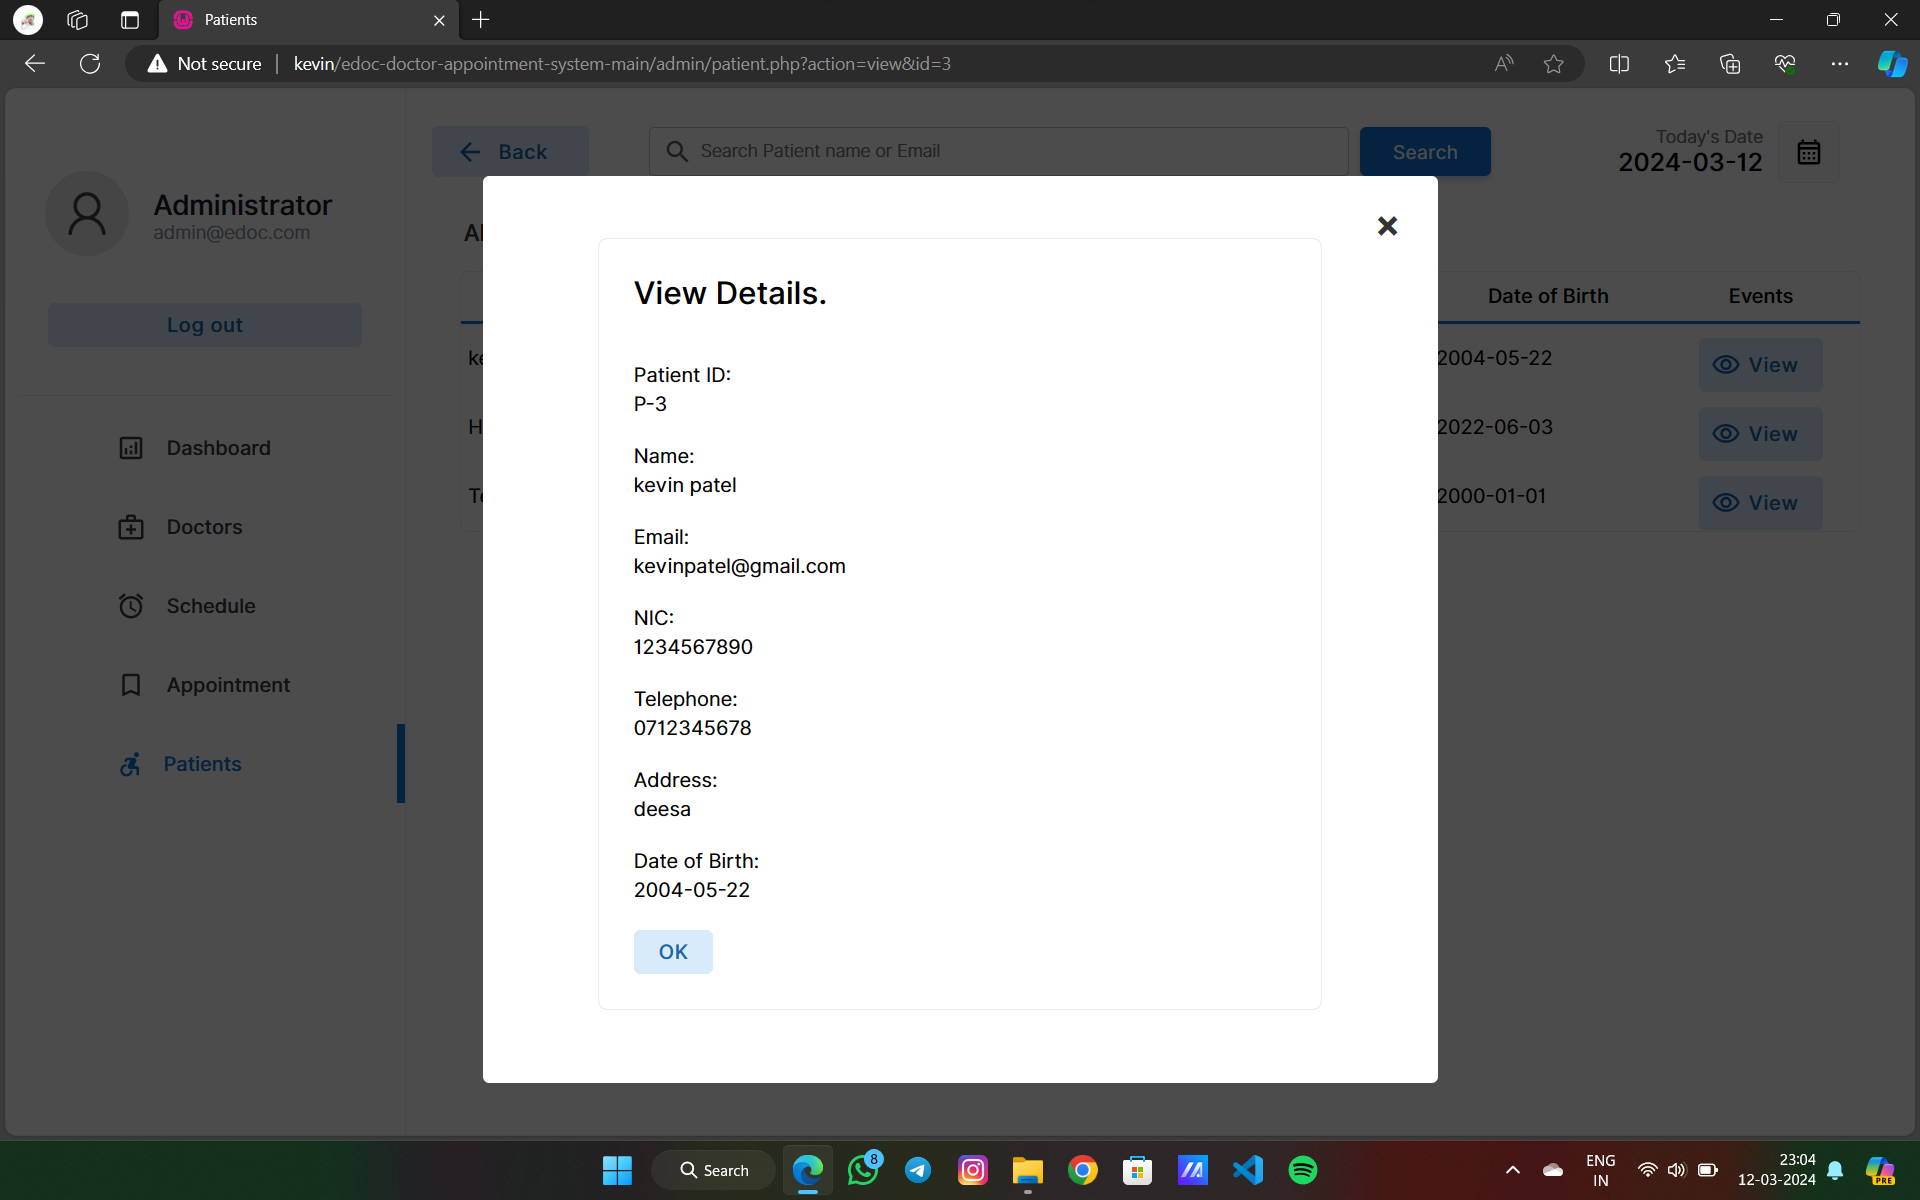 Patients
Not secure
kevin/edoc-doctor-appointment-system-main/admin/patient.php?action=view&id=3
Administrator
admin@edoc.com
Log out
Dashboard
Doctors
Schedule
Appointment
Patients
Back
Search Patient name or Email
Search
Today's Date
2024-03-12
Date of Birth
Events
2004-05-22
View
2022-06-03
View
2000-01-01
View
View Details.
Patient ID:
P-3
Name:
kevin patel
Email:
kevinpatel@gmail.com
NIC:
1234567890
Telephone:
0712345678
Address:
deesa
Date of Birth:
2004-05-22
OK
Search
8
ENG
IN
23:04
12-03-2024
PRE